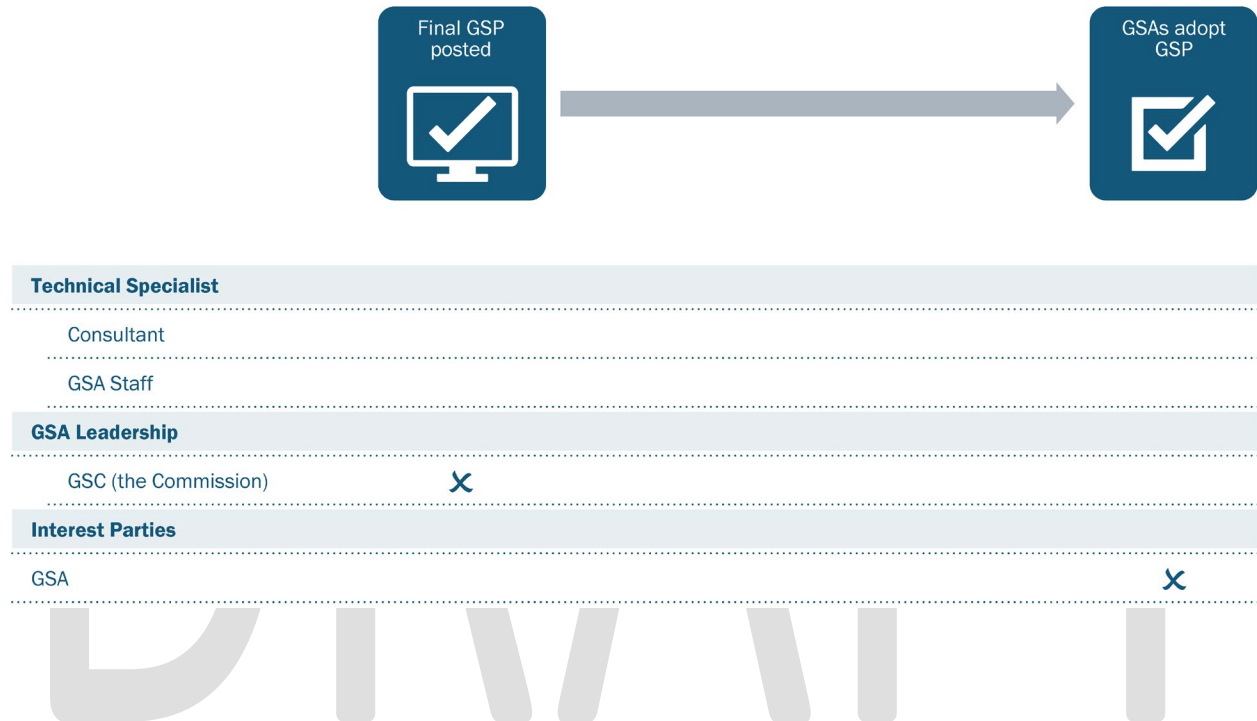 Final GSP
posted
GSAs adopt
GSP
Technical Specialist
Consultant
GSA Staff
GSA Leadership
GSC (the Commission)
X
Interest Parties
GSA
X
DRAFT